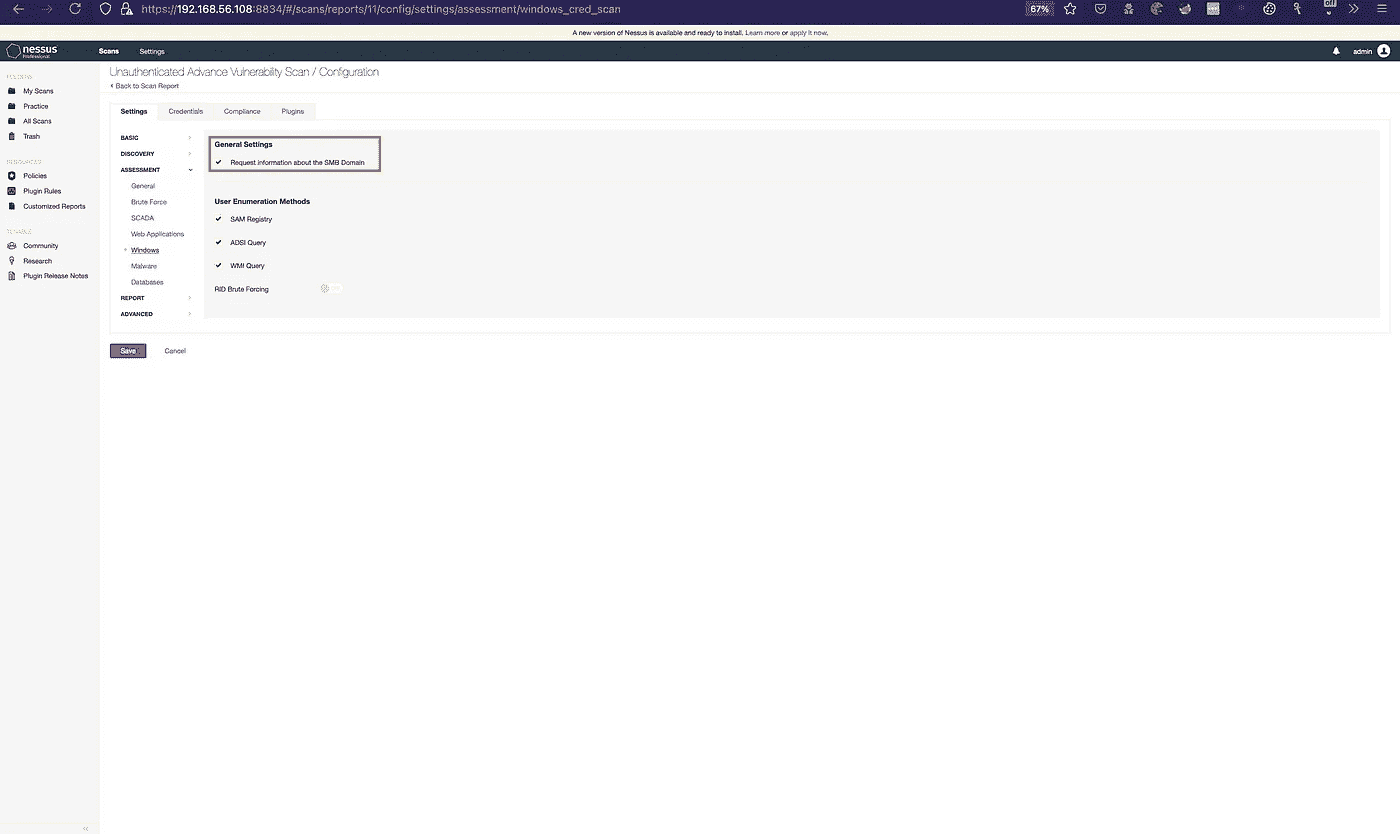 https://192.168.56.108:8834/#/scans/reports/11/config/settings/assessment/windows_cred_scan
67%
off
A new version of Nessus is available and ready to install. Learn more or apply it now.
nessus
Professional
Scans
Settings
admin
FOLDERS
My Scans
Practice
All Scans
Trash
RESOURCES
Policies
Plugin Rules
Customized Reports
TENABLE
Community
Research
Plugin Release Notes
Unauthenticated Advance Vulnerability Scan / Configuration
‹ Back to Scan Report
Settings
Credentials
Compliance
Plugins
BASIC
DISCOVERY
ASSESSMENT
General
Brute Force
SCADA
Web Applications
Windows
Malware
Databases
REPORT
ADVANCED
General Settings
Request information about the SMB Domain
User Enumeration Methods
SAM Registry
ADSI Query
WMI Query
RID Brute Forcing
Save
Cancel